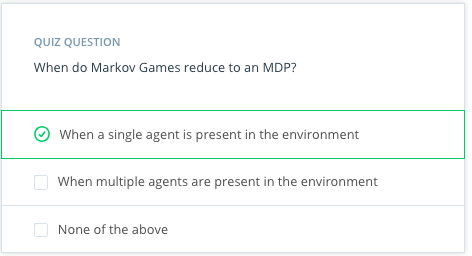 QUIZ QUESTION
When do Markov Games reduce to an MDP?
When a single agent is present in the environment
When multiple agents are present in the environment
None of the above